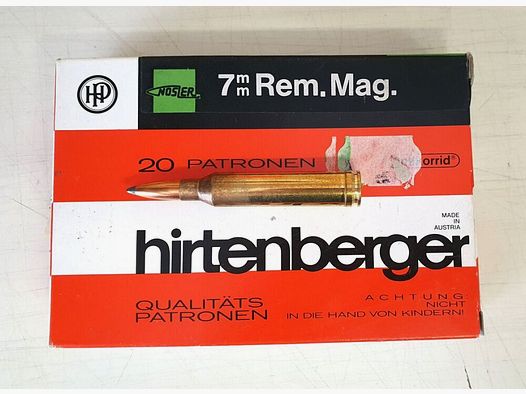 HP
NOSLER
7mm Rem. Mag.
20 PATRONEN
orrid®
MADE
IN
AUSTRIA
hirtenberger
QUALITÄTS
PATRONEN
ACHTUNG:
NICHT
IN DIE HAND VON KINDERN!